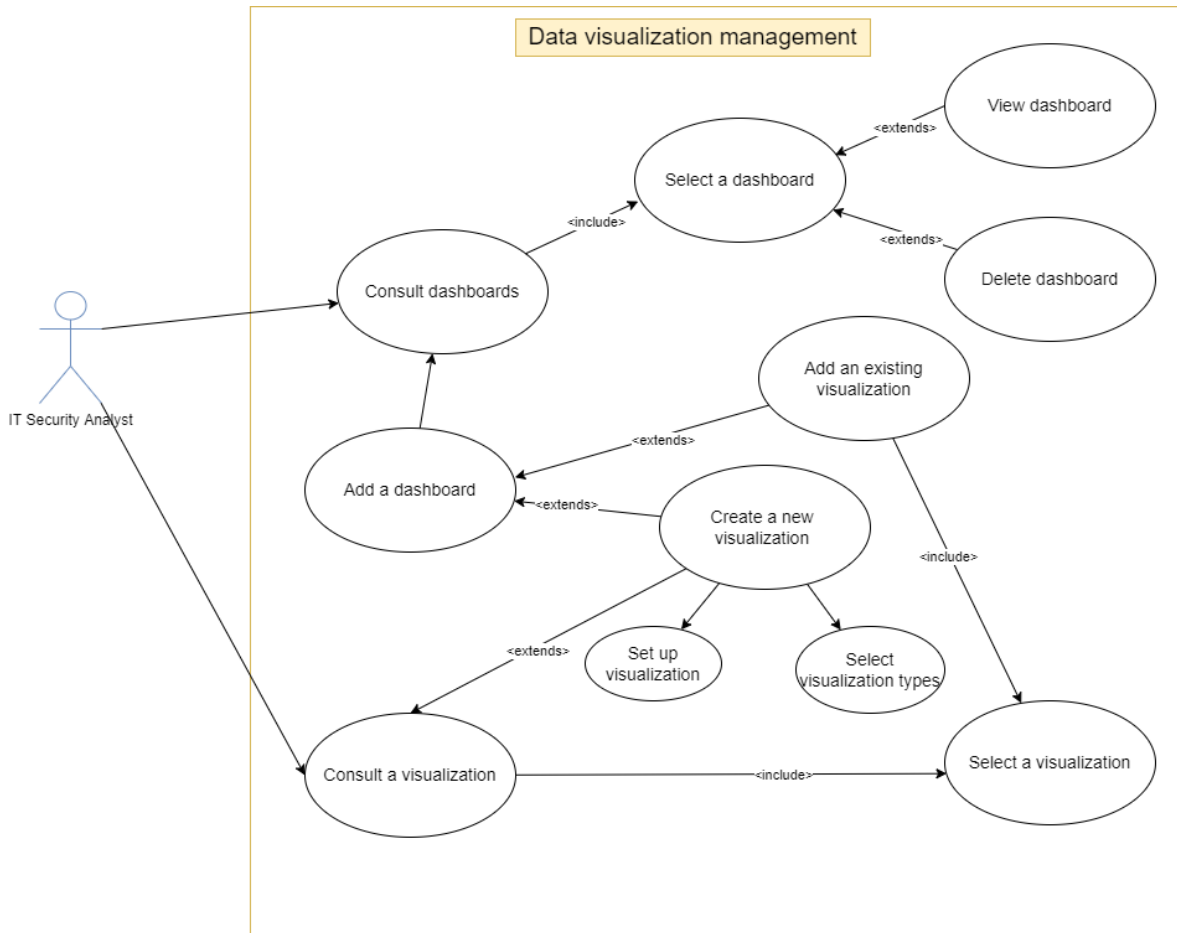 Data visualization management
View dashboard
<extends>
Select a dashboard
<include>
<extends>
Delete dashboard
Consult dashboards
Add an existing
visualization
IT Security Analyst
<extends>
Add a dashboard
<extends>
Create a new
visualization
<include>
<extends>
Set up
visualization
Select
visualization types
Consult a visualization
<include>
Select a visualization